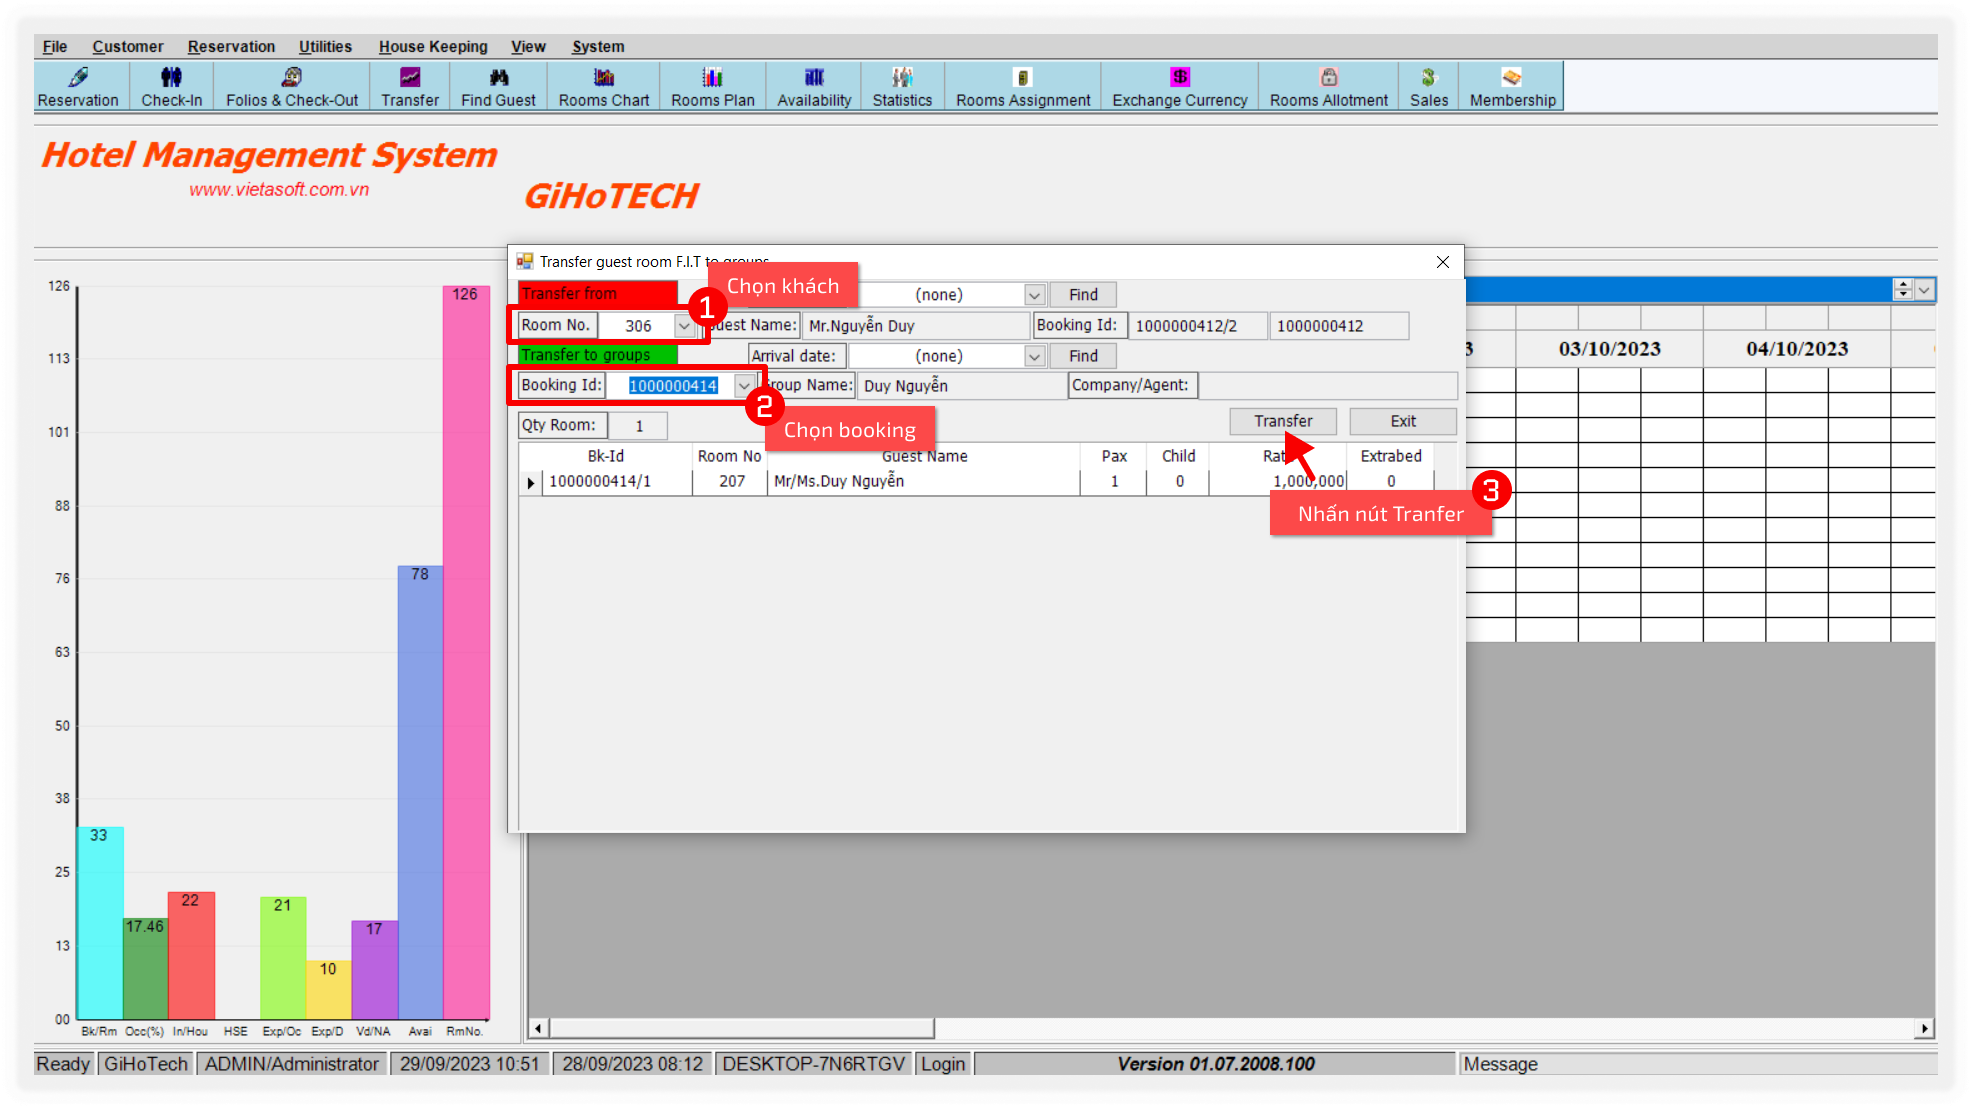 File Customer Reservation Utilities House Keeping View System
Reservation Check-In Folios & Check-Out Transfer Find Guest Rooms Chart Rooms Plan Availability Statistics Rooms Assignment Exchange Currency Rooms Allotment Sales Membership
Hotel Management System
www.vietasoft.com.vn
GiHoTECH
Transfer guest room F.I.T to groups
Transfer from (none) Find
1 Chọn khách
Room No. 306 Guest Name: Mr.Nguyễn Duy Booking Id: 1000000412/2 1000000412
Transfer to groups Arrival date: (none) Find
Booking Id: 1000000414 Group Name: Duy Nguyễn Company/Agent:
2 Chọn booking
Qty Room: 1 Transfer Exit
Bk-Id Room No Guest Name Pax Child Extrabed
1000000414/1 207 Mr/Ms.Duy Nguyễn 1 0 1,000,000 0
3 Nhấn nút Tranfer
3 03/10/2023 04/10/2023
126
113
101
88
76
63
50
38
25
13
00
33 17.46 22 21 10 17 78 126
Bk/Rm Occ(%) In/Hou HSE Exp/Oc Exp/D Vd/NA Avai RmNo.
Ready GiHoTech ADMIN/Administrator 29/09/2023 10:51 28/09/2023 08:12 DESKTOP-7N6RTGV Login Version 01.07.2008.100 Message